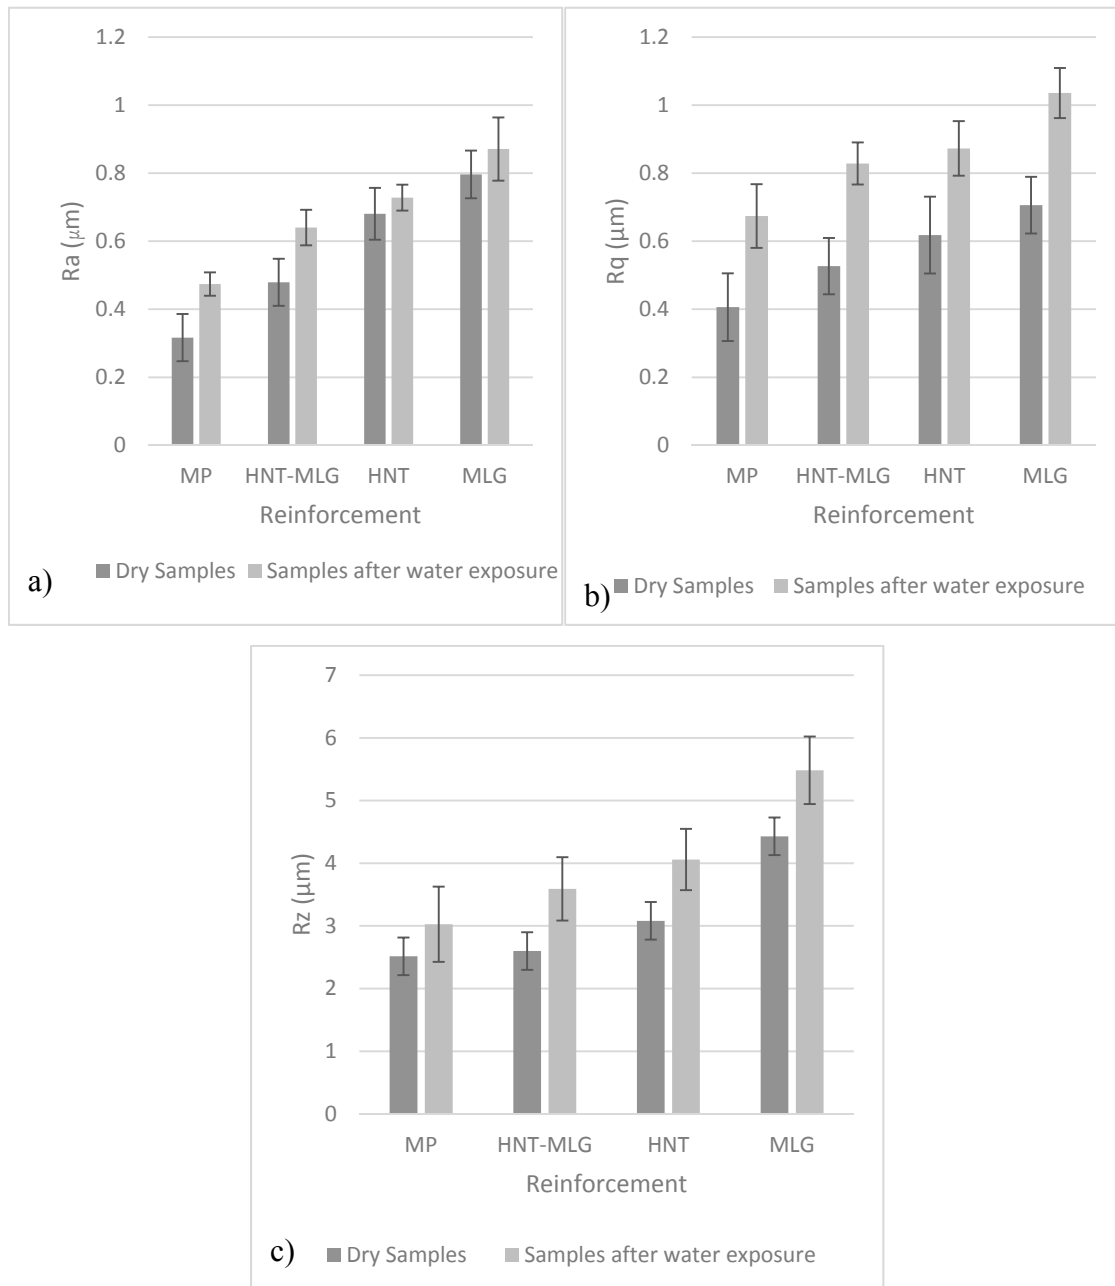 1.2
1
0.8
0.6
0.4
0.2
0
Ra (μm)
MP HNT-MLG HNT MLG
Reinforcement
Dry Samples Samples after water exposure
a)
1.2
1
0.8
0.6
0.4
0.2
0
Rq (μm)
MP HNT-MLG HNT MLG
Reinforcement
Dry Samples Samples after water exposure
b)
7
6
5
4
3
2
1
0
Rz (μm)
MP HNT-MLG HNT MLG
Reinforcement
c) Dry Samples Samples after water exposure